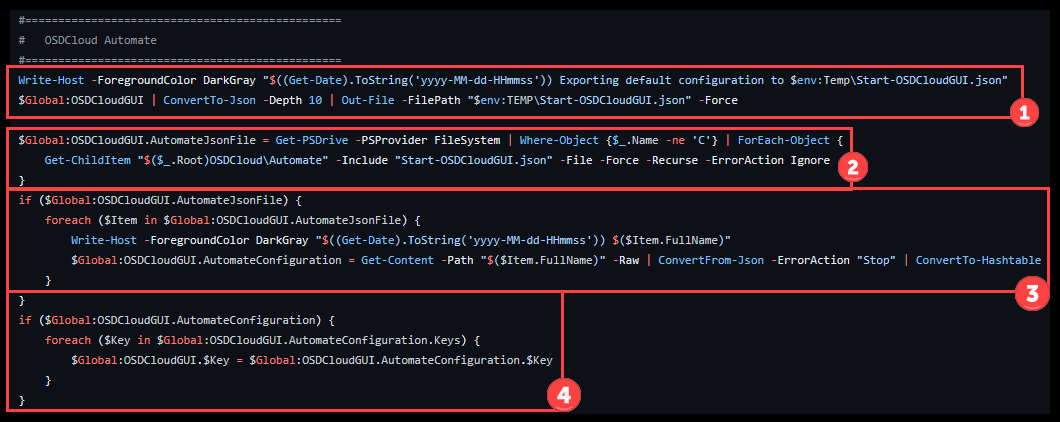 #================================================
#   OSDCloud Automate
#================================================
Write-Host -ForegroundColor DarkGray "$((Get-Date).ToString('yyyy-MM-dd-HHmmss')) Exporting default configuration to $env:Temp\Start-OSDCloudGUI.json"
$Global:OSDCloudGUI | ConvertTo-Json -Depth 10 | Out-File -FilePath "$env:TEMP\Start-OSDCloudGUI.json" -Force
1
$Global:OSDCloudGUI.AutomateJsonFile = Get-PSDrive -PSProvider FileSystem | Where-Object {$_.Name -ne 'C'} | ForEach-Object {
    Get-ChildItem "$($_.Root)OSDCloud\Automate" -Include "Start-OSDCloudGUI.json" -File -Force -Recurse -ErrorAction Ignore
2
}
if ($Global:OSDCloudGUI.AutomateJsonFile) {
    foreach ($Item in $Global:OSDCloudGUI.AutomateJsonFile) {
        Write-Host -ForegroundColor DarkGray "$((Get-Date).ToString('yyyy-MM-dd-HHmmss')) $($Item.FullName)"
        $Global:OSDCloudGUI.AutomateConfiguration = Get-Content -Path "$($Item.FullName)" -Raw | ConvertFrom-Json -ErrorAction "Stop" | ConvertTo-Hashtable
    }
3
}
if ($Global:OSDCloudGUI.AutomateConfiguration) {
    foreach ($Key in $Global:OSDCloudGUI.AutomateConfiguration.Keys) {
        $Global:OSDCloudGUI.$Key = $Global:OSDCloudGUI.AutomateConfiguration.$Key
    }
4
}